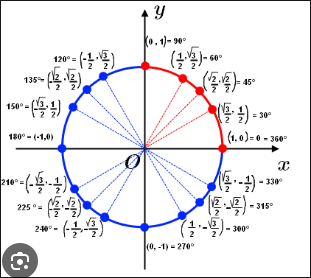 y
(0, 1) = 90°
120° = (-1/2, √3/2)
(1/2, √3/2) = 60°
135° = (√2/2, √2/2)
(√2/2, √2/2) = 45°
150° = (-√3/2, 1/2)
(√3/2, 1/2) = 30°
180° = (-1,0)
(1, 0) = 0 = 360°
O
x
210° = (-√3/2, -1/2)
(√3/2, -1/2) = 330°
225° = (-√2/2, -√2/2)
(√2/2, -√2/2) = 315°
240° = (-1/2, -√3/2)
(1/2, -√3/2) = 300°
(0, -1) = 270°